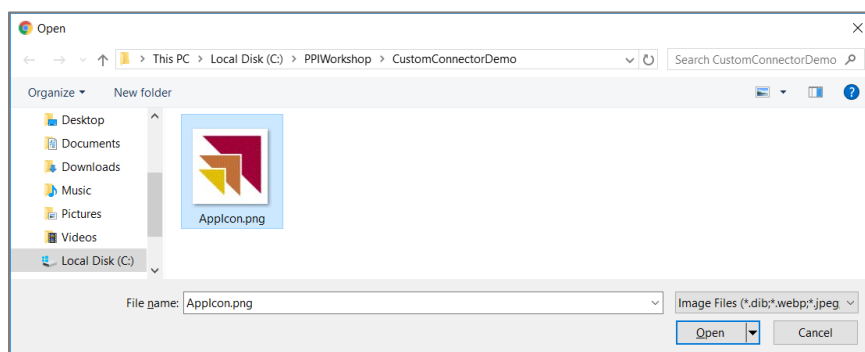 Open
This PC > Local Disk (C:) > PPIWorkshop > CustomConnectorDemo
Search CustomConnectorDemo
Organize
New folder
Desktop
Documents
Downloads
Music
Pictures
Videos
Local Disk (C:)
AppIcon.png
File name: AppIcon.png
Image Files (*.dib;*.webp;*.jpeg
Open
Cancel